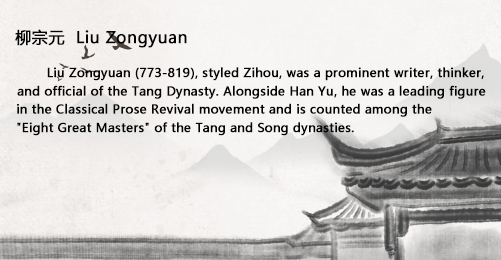 柳宗元 Liu Zongyuan
Liu Zongyuan (773-819), styled Zihou, was a prominent writer, thinker,
and official of the Tang Dynasty. Alongside Han Yu, he was a leading figure
in the Classical Prose Revival movement and is counted among the
"Eight Great Masters" of the Tang and Song dynasties.